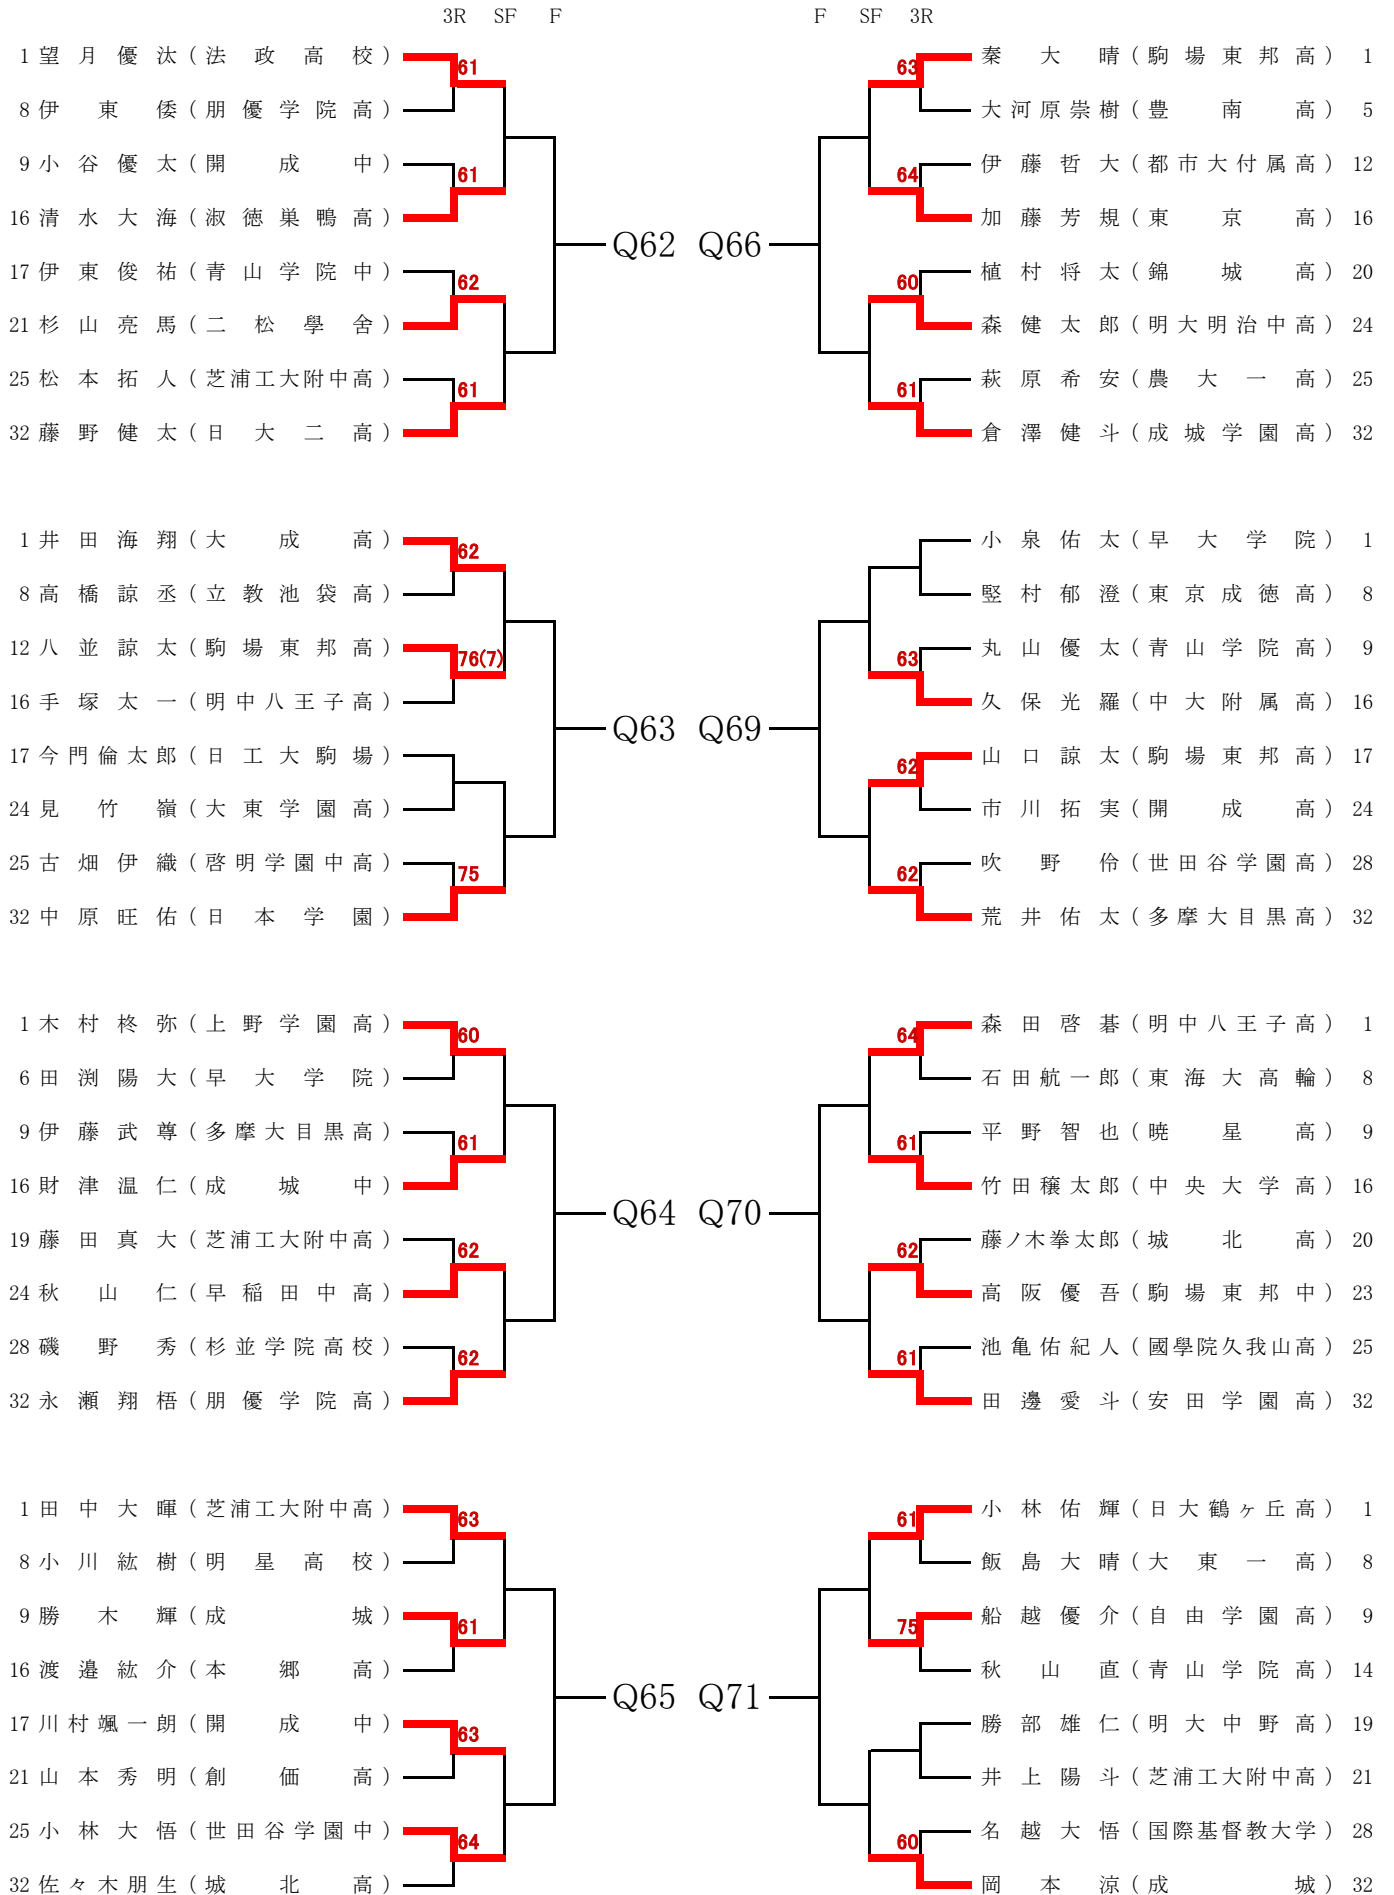 3R SF F F SF 3R
1 望月優汰(法政高校) 61 63 秦大晴(駒場東邦高) 1
8 伊東倭(朋優学院高) 大河原崇樹(豊南高) 5
9 小谷優太(開成中) 61 64 伊藤哲大(都市大付属高) 12
16 清水大海(淑徳巣鴨高) 加藤芳規(東京高) 16
Q62 Q66
17 伊東俊祐(青山学院中) 62 60 植村将太(錦城高) 20
21 杉山亮馬(二松學舎) 森健太郎(明大明治中高) 24
25 松本拓人(芝浦工大附中高) 61 61 萩原希安(農大一高) 25
32 藤野健太(日大二高) 倉澤健斗(成城学園高) 32
1 井田海翔(大成高) 62 小泉佑太(早大学院) 1
8 高橋諒丞(立教池袋高) 竪村郁澄(東京成徳高) 8
12 八並諒太(駒場東邦高) 76(7) 63 丸山優太(青山学院高) 9
16 手塚太一(明中八王子高) 久保光羅(中大附属高) 16
Q63 Q69
17 今門倫太郎(日工大駒場) 62 山口諒太(駒場東邦高) 17
24 見竹嶺(大東学園高) 市川拓実(開成高) 24
25 古畑伊織(啓明学園中高) 75 62 吹野伶(世田谷学園高) 28
32 中原旺佑(日本学園) 荒井佑太(多摩大目黒高) 32
1 木村柊弥(上野学園高) 60 64 森田啓碁(明中八王子高) 1
6 田渕陽大(早大学院) 石田航一郎(東海大高輪) 8
9 伊藤武尊(多摩大目黒高) 61 61 平野智也(暁星高) 9
16 財津温仁(成城中) 竹田穣太郎(中央大学高) 16
Q64 Q70
19 藤田真大(芝浦工大附中高) 62 62 藤ノ木拳太郎(城北高) 20
24 秋山仁(早稲田中高) 高阪優吾(駒場東邦中) 23
28 磯野秀(杉並学院高校) 62 61 池亀佑紀人(國學院久我山高) 25
32 永瀬翔梧(朋優学院高) 田邊愛斗(安田学園高) 32
1 田中大暉(芝浦工大附中高) 63 61 小林佑輝(日大鶴ヶ丘高) 1
8 小川紘樹(明星高校) 飯島大晴(大東一高) 8
9 勝木輝(成城) 61 75 船越優介(自由学園高) 9
16 渡邉紘介(本郷高) 秋山直(青山学院高) 14
Q65 Q71
17 川村颯一朗(開成中) 63 勝部雄仁(明大中野高) 19
21 山本秀明(創価高) 井上陽斗(芝浦工大附中高) 21
25 小林大悟(世田谷学園中) 64 60 名越大悟(国際基督教大学) 28
32 佐々木朋生(城北高) 岡本涼(成城) 32